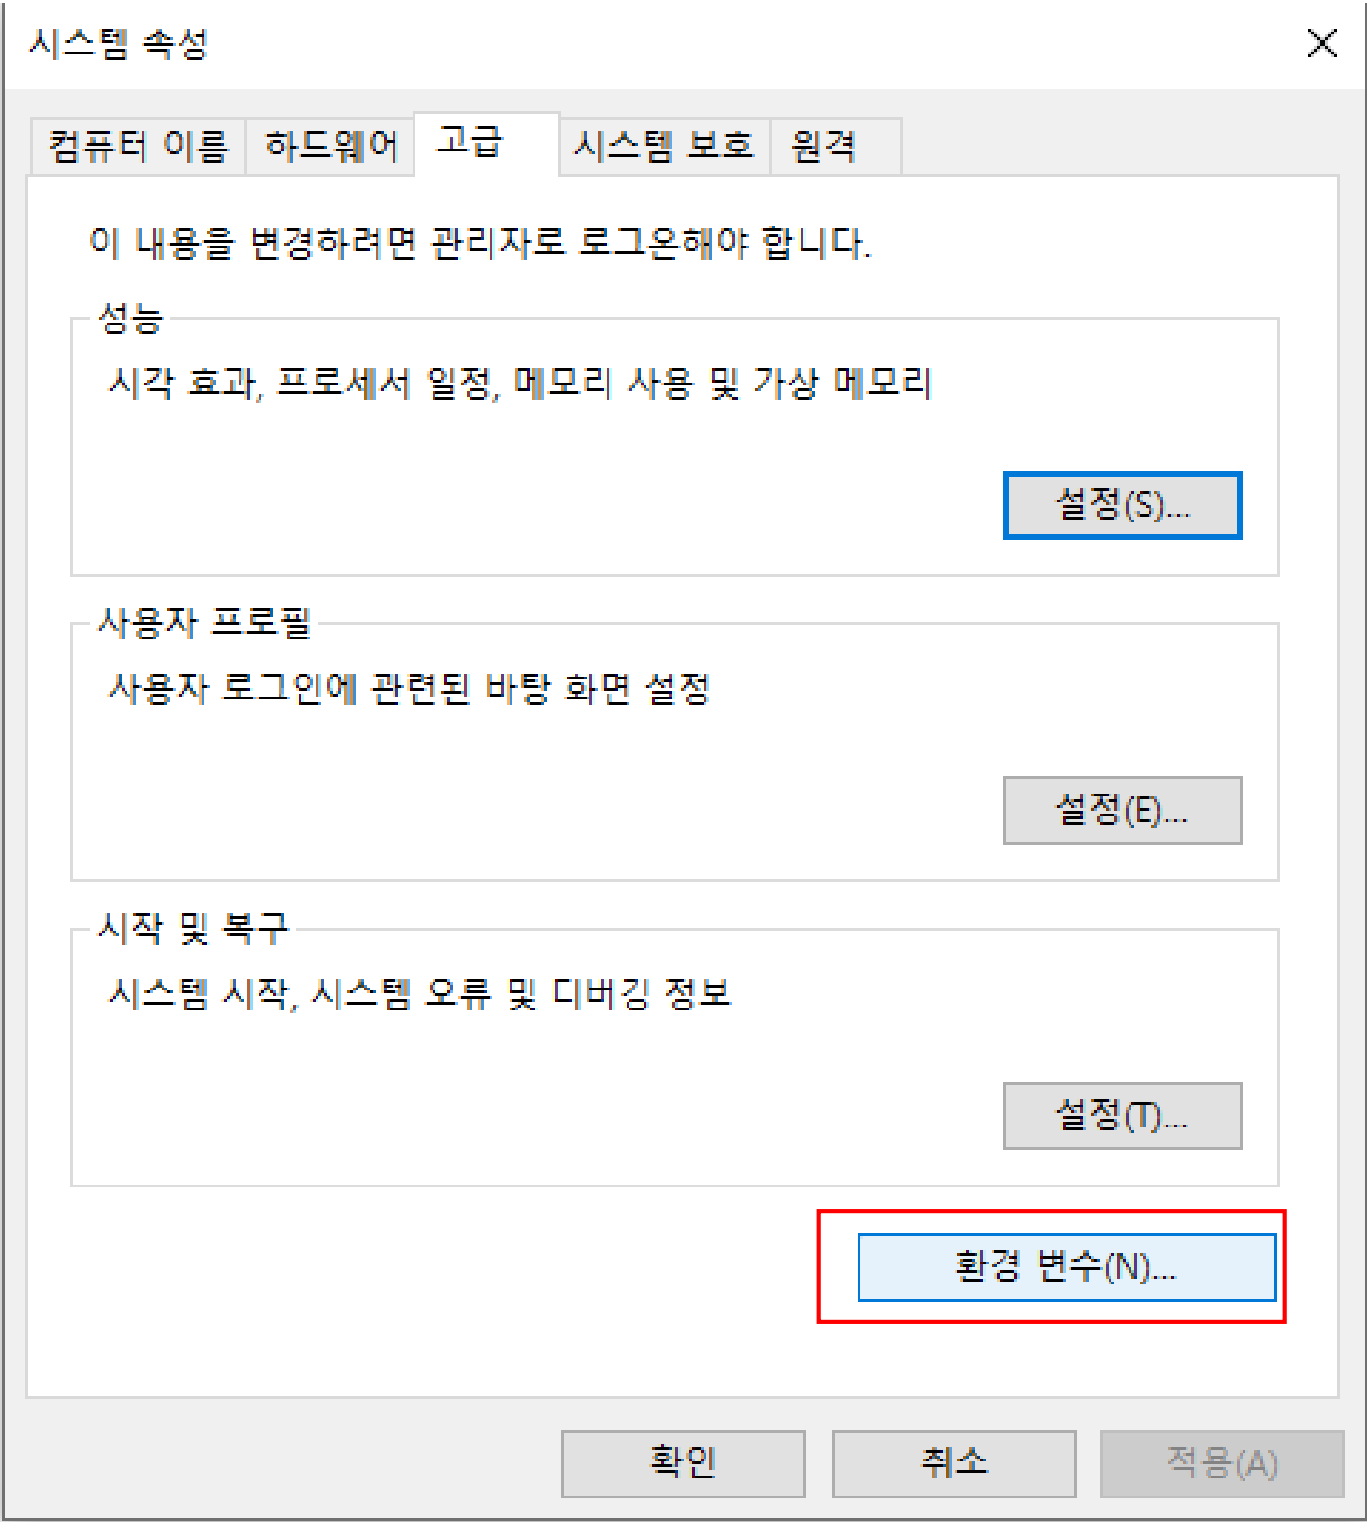 시스템 속성
컴퓨터 이름 하드웨어 고급 시스템 보호 원격
이 내용을 변경하려면 관리자로 로그온해야 합니다.
성능
시각 효과, 프로세서 일정, 메모리 사용 및 가상 메모리
설정(S)...
사용자 프로필
사용자 로그인에 관련된 바탕 화면 설정
설정(E)...
시작 및 복구
시스템 시작, 시스템 오류 및 디버깅 정보
설정(T)...
환경 변수(N)...
확인 취소 적용(A)